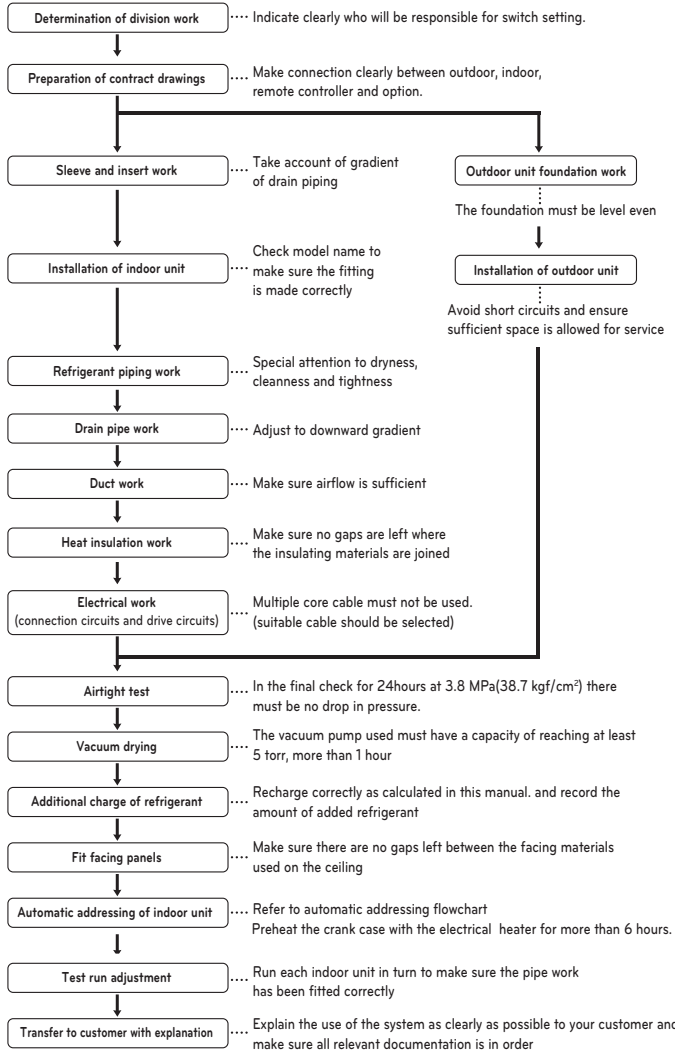 Determination of division work
Indicate clearly who will be responsible for switch setting.
Preparation of contract drawings
Make connection clearly between outdoor, indoor,
remote controller and option.
Sleeve and insert work
Take account of gradient
of drain piping
Outdoor unit foundation work
The foundation must be level even
Installation of indoor unit
Check model name to
make sure the fitting
is made correctly
Installation of outdoor unit
Avoid short circuits and ensure
sufficient space is allowed for service
Refrigerant piping work
Special attention to dryness,
cleanness and tightness
Drain pipe work
Adjust to downward gradient
Duct work
Make sure airflow is sufficient
Heat insulation work
Make sure no gaps are left where
the insulating materials are joined
Electrical work
(connection circuits and drive circuits)
Multiple core cable must not be used.
(suitable cable should be selected)
Airtight test
In the final check for 24hours at 3.8 MPa(38.7 kgf/cm²) there
must be no drop in pressure.
Vacuum drying
The vacuum pump used must have a capacity of reaching at least
5 torr, more than 1 hour
Additional charge of refrigerant
Recharge correctly as calculated in this manual. and record the
amount of added refrigerant
Fit facing panels
Make sure there are no gaps left between the facing materials
used on the ceiling
Automatic addressing of indoor unit
Refer to automatic addressing flowchart
Preheat the crank case with the electrical heater for more than 6 hours.
Test run adjustment
Run each indoor unit in turn to make sure the pipe work
has been fitted correctly
Transfer to customer with explanation
Explain the use of the system as clearly as possible to your customer and
make sure all relevant documentation is in order